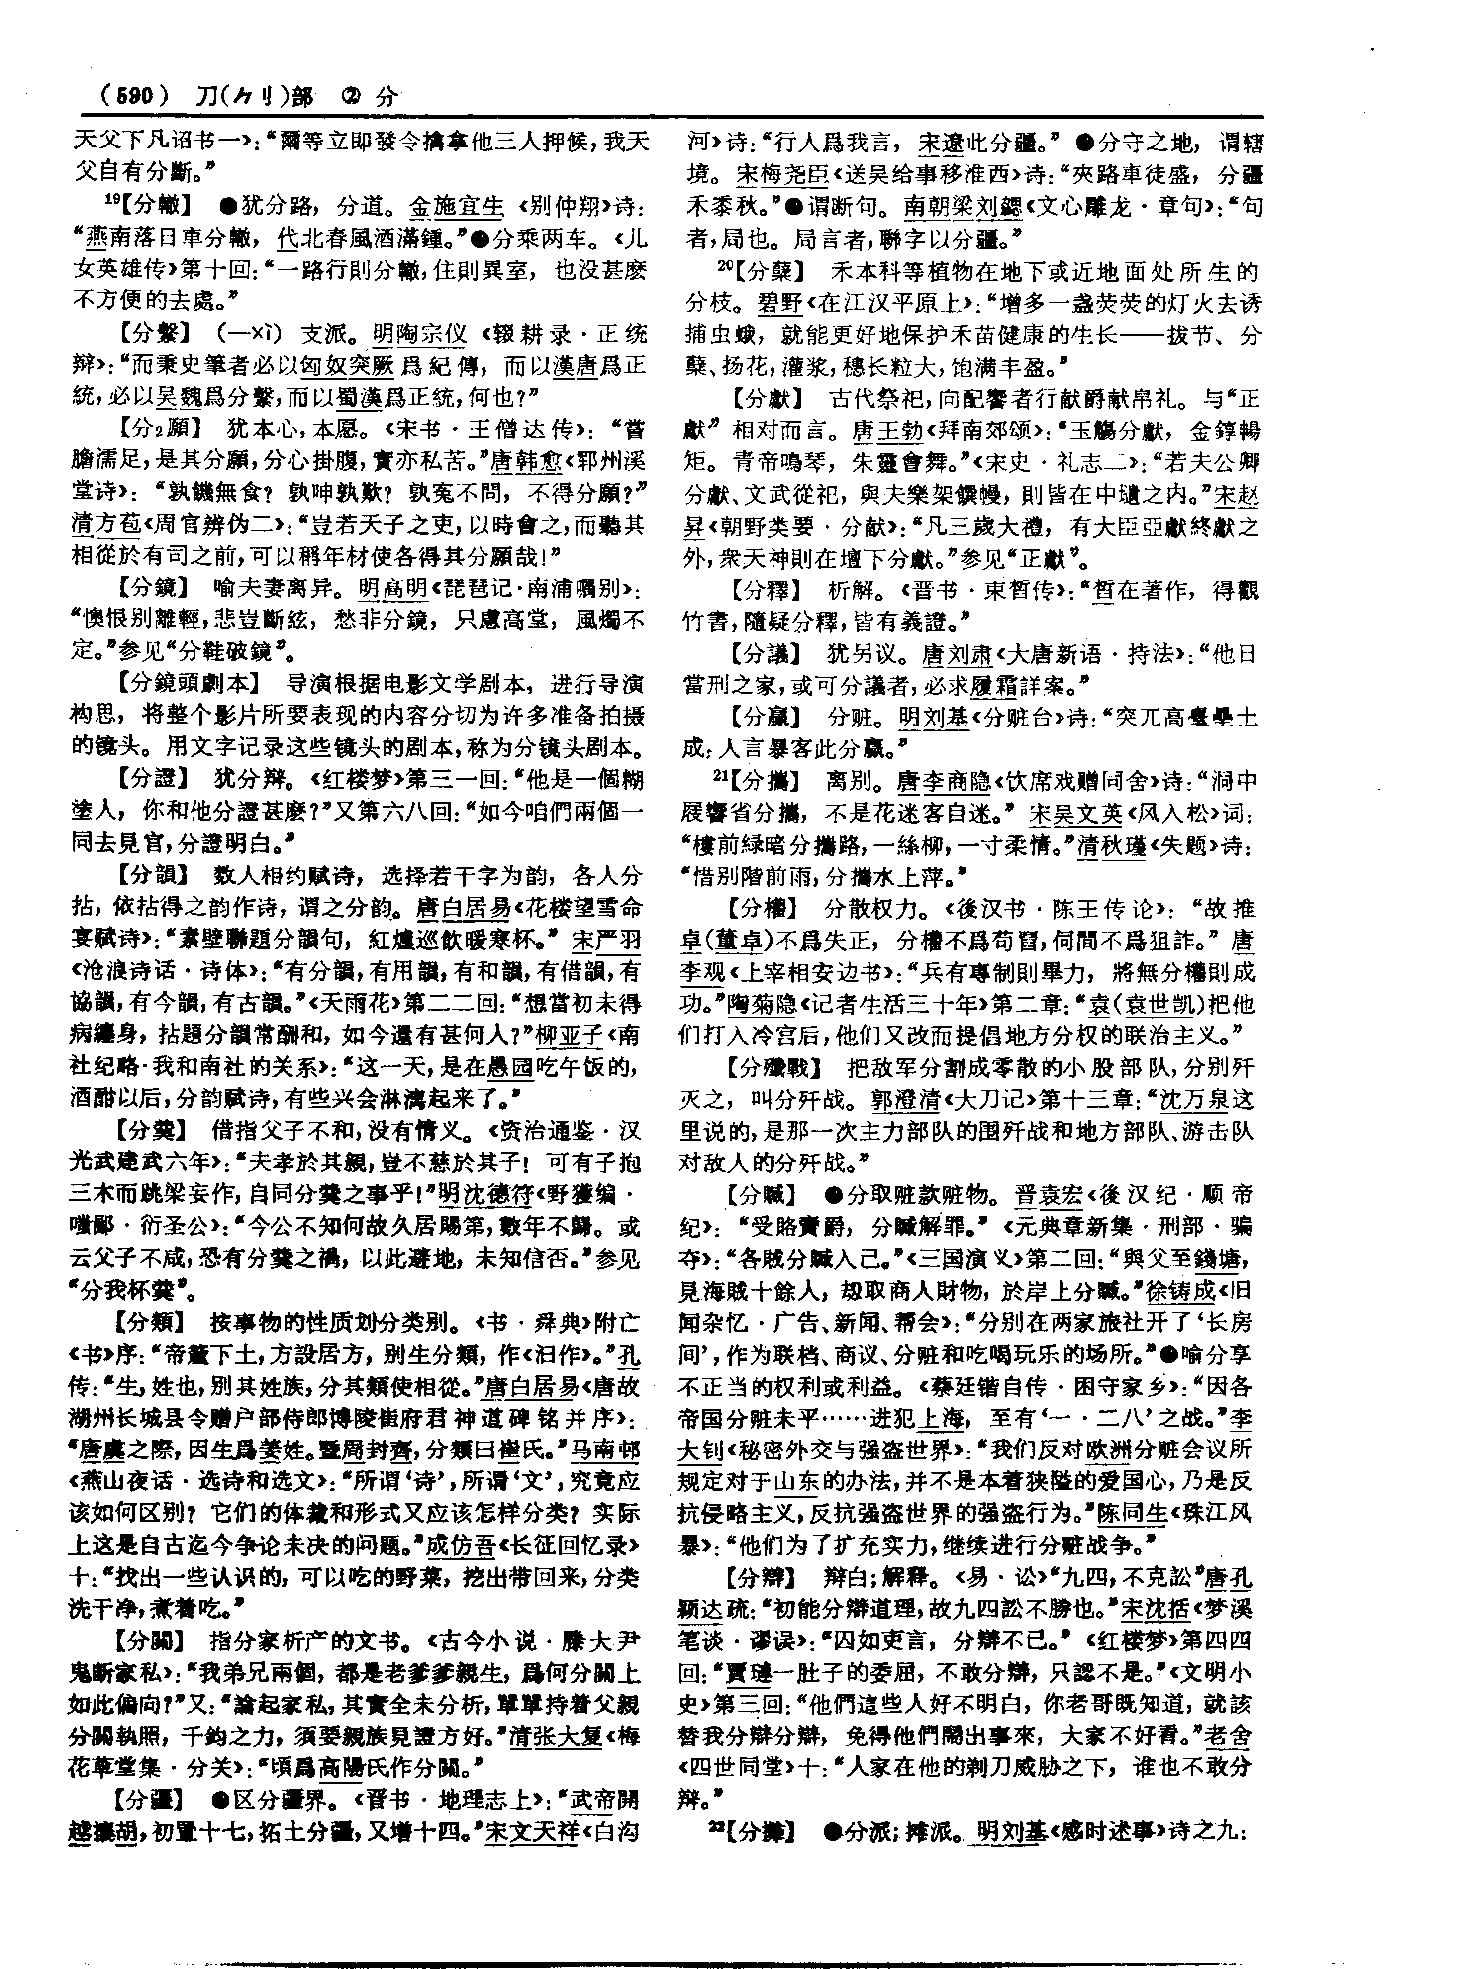 (590) 刀(⺈刂)部 ② 分
天父下凡诏书一》：“爾等立即發令擒拿他三人押候，我天
父自有分斷。”
19【分轍】 ●犹分路，分道。金施宜生《别仲翔》诗：
“燕南落日車分轍，代北春風酒滿鍾。”●分乘两车。《儿
女英雄传》第十回：“一路行則分轍，住則異室，也没甚麽
不方便的去處。”
【分繫】 （—xì） 支派。明陶宗仪《辍耕录·正统
辩》：“而秉史筆者必以匈奴突厥爲紀傳，而以漢唐爲正
統，必以吴魏爲分繫，而以蜀漢爲正統，何也？”
【分2願】 犹本心，本愿。《宋书·王僧达传》：“嘗
膽濡足，是其分願，分心掛腹，實亦私苦。”唐韩愈《郓州溪
堂诗》：“孰饑無食？孰呻孰歎？孰冤不問，不得分願？”
清方苞《周官辨伪二》：“豈若天子之吏，以時會之，而聽其
相從於有司之前，可以稱年材使各得其分願哉！”
【分鏡】 喻夫妻离异。明高明《琵琶记·南浦嘱别》：
“懊恨别離輕，悲豈斷絃，愁非分鏡，只慮高堂，風燭不
定。”参见“分鞋破鏡”。
【分鏡頭劇本】 导演根据电影文学剧本，进行导演
构思，将整个影片所要表现的内容分切为许多准备拍摄
的镜头。用文字记录这些镜头的剧本，称为分镜头剧本。
【分證】 犹分辩。《红楼梦》第三一回：“他是一個糊
塗人，你和他分證甚麽？”又第六八回：“如今咱們兩個一
同去見官，分證明白。”
【分韻】 数人相约赋诗，选择若干字为韵，各人分
拈，依拈得之韵作诗，谓之分韵。唐白居易《花楼望雪命
宴赋诗》：“素壁聯題分韻句，紅爐巡飲暖寒杯。”宋严羽
《沧浪诗话·诗体》：“有分韻，有用韻，有和韻，有借韻，有
協韻，有今韻，有古韻。”《天雨花》第二二回：“想當初未得
病纏身，拈題分韻常酬和，如今還有甚何人？”柳亚子《南
社纪略·我和南社的关系》：“这一天，是在愚园吃午饭的，
酒酣以后，分韵赋诗，有些兴会淋漓起来了。”
【分羹】 借指父子不和，没有情义。《资治通鉴·汉
光武建武六年》：“夫孝於其親，豈不慈於其子！可有子抱
三木而跳梁妄作，自同分羹之事乎！”明沈德符《野獲编·
嗤鄙·衍圣公》：“今公不知何故久居賜第，數年不歸。或
云父子不咸，恐有分羹之禍，以此避地，未知信否。”参见
“分我杯羹”。
【分類】 按事物的性质划分类别。《书·舜典》附亡
《书》序：“帝釐下土，方設居方，别生分類，作《汩作》。”孔
传：“生，姓也，别其姓族，分其類使相從。”唐白居易《唐故
湖州长城县令赠户部侍郎博陵崔府君神道碑铭并序》：
“唐虞之際，因生爲姜姓。暨周封齊，分類曰崔氏。”马南邨
《燕山夜话·选诗和选文》：“所谓‘诗’，所谓‘文’，究竟应
该如何区别？它们的体裁和形式又应该怎样分类？实际
上这是自古迄今争论未决的问题。”成仿吾《长征回忆录》
十：“找出一些认识的，可以吃的野菜，挖出带回来，分类
洗干净，煮着吃。”
【分鬮】 指分家析产的文书。《古今小说·滕大尹
鬼断家私》：“我弟兄兩個，都是老爹爹親生，爲何分鬮上
如此偏向？”又：“論起家私，其實全未分析，單單持着父親
分鬮執照，千鈞之力，須要親族見證方好。”清张大复《梅
花草堂集·分关》：“頃爲高陽氏作分鬮。”
【分疆】 ●区分疆界。《晋书·地理志上》：“武帝開
越攘胡，初置十七，拓土分疆，又增十四。”宋文天祥《白沟
河》诗：“行人爲我言，宋遼此分疆。” ●分守之地，谓辖
境。宋梅尧臣《送吴给事移淮西》诗：“夾路車徒盛，分疆
禾黍秋。”●谓断句。南朝梁刘勰《文心雕龙·章句》：“句
者，局也。局言者，聯字以分疆。”
20【分蘖】 禾本科等植物在地下或近地面处所生的
分枝。碧野《在江汉平原上》：“增多一盏荧荧的灯火去诱
捕虫蛾，就能更好地保护禾苗健康的生长——拔节、分
蘖、扬花，灌浆，穗长粒大，饱满丰盈。”
【分獻】 古代祭祀，向配饗者行献爵献帛礼。与“正
獻”相对而言。唐王勃《拜南郊颂》：“玉觴分獻，金錞暢
矩。青帝鳴琴，朱靈會舞。”《宋史·礼志二》：“若夫公卿
分獻、文武從祀，與夫樂架饌幔，則皆在中壝之内。”宋赵
昇《朝野类要·分献》：“凡三歲大禮，有大臣亞獻終獻之
外，衆天神則在壇下分獻。”参见“正獻”。
【分釋】 析解。《晋书·束皙传》：“皙在著作，得觀
竹書，隨疑分釋，皆有義證。”
【分議】 犹另议。唐刘肃《大唐新语·持法》：“他日
當刑之家，或可分議者，必求履霜詳案。”
【分贏】 分赃。明刘基《分赃台》诗：“突兀高臺壘土
成，人言暴客此分贏。”
21【分攜】 离别。唐李商隐《饮席戏赠同舍》诗：“洞中
屐響省分攜，不是花迷客自迷。”宋吴文英《风入松》词：
“樓前緑暗分攜路，一絲柳，一寸柔情。”清秋瑾《失题》诗：
“惜别階前雨，分攜水上萍。”
【分權】 分散权力。《後汉书·陈王传论》：“故推
卓（董卓）不爲失正，分權不爲苟冒，伺間不爲狙詐。”唐
李观《上宰相安边书》：“兵有專制則畢力，將無分權則成
功。”陶菊隐《记者生活三十年》第二章：“袁（袁世凯）把他
们打入冷宫后，他们又改而提倡地方分权的联治主义。”
【分殲戰】 把敌军分割成零散的小股部队，分别歼
灭之，叫分歼战。郭澄清《大刀记》第十三章：“沈万泉这
里说的，是那一次主力部队的围歼战和地方部队、游击队
对敌人的分歼战。”
【分贓】 ●分取赃款赃物。晋袁宏《後汉纪·顺帝
纪》：“受賂賣爵，分贓解罪。”《元典章新集·刑部·骗
夺》：“各賊分贓入己。”《三国演义》第二回：“與父至錢塘，
見海賊十餘人，刼取商人財物，於岸上分贓。”徐铸成《旧
闻杂忆·广告、新闻、帮会》：“分别在两家旅社开了‘长房
间’，作为联档、商议、分赃和吃喝玩乐的场所。”●喻分享
不正当的权利或利益。《蔡廷锴自传·困守家乡》：“因各
帝国分赃未平……进犯上海，至有‘一·二八’之战。”李
大钊《秘密外交与强盗世界》：“我们反对欧洲分赃会议所
规定对于山东的办法，并不是本着狭隘的爱国心，乃是反
抗侵略主义，反抗强盗世界的强盗行为。”陈同生《珠江风
暴》：“他们为了扩充实力，继续进行分赃战争。”
【分辯】 辩白；解释。《易·讼》“九四，不克訟”唐孔
颖达疏：“初能分辯道理，故九四訟不勝也。”宋沈括《梦溪
笔谈·谬误》：“囚如吏言，分辯不已。”《红楼梦》第四四
回：“賈璉一肚子的委屈，不敢分辯，只認不是。”《文明小
史》第三回：“他們這些人好不明白，你老哥既知道，就該
替我分辯分辯，免得他們鬧出事來，大家不好看。”老舍
《四世同堂》十：“人家在他的剃刀威胁之下，谁也不敢分
辩。”
22【分攤】 ●分派；摊派。明刘基《感时述事》诗之九：